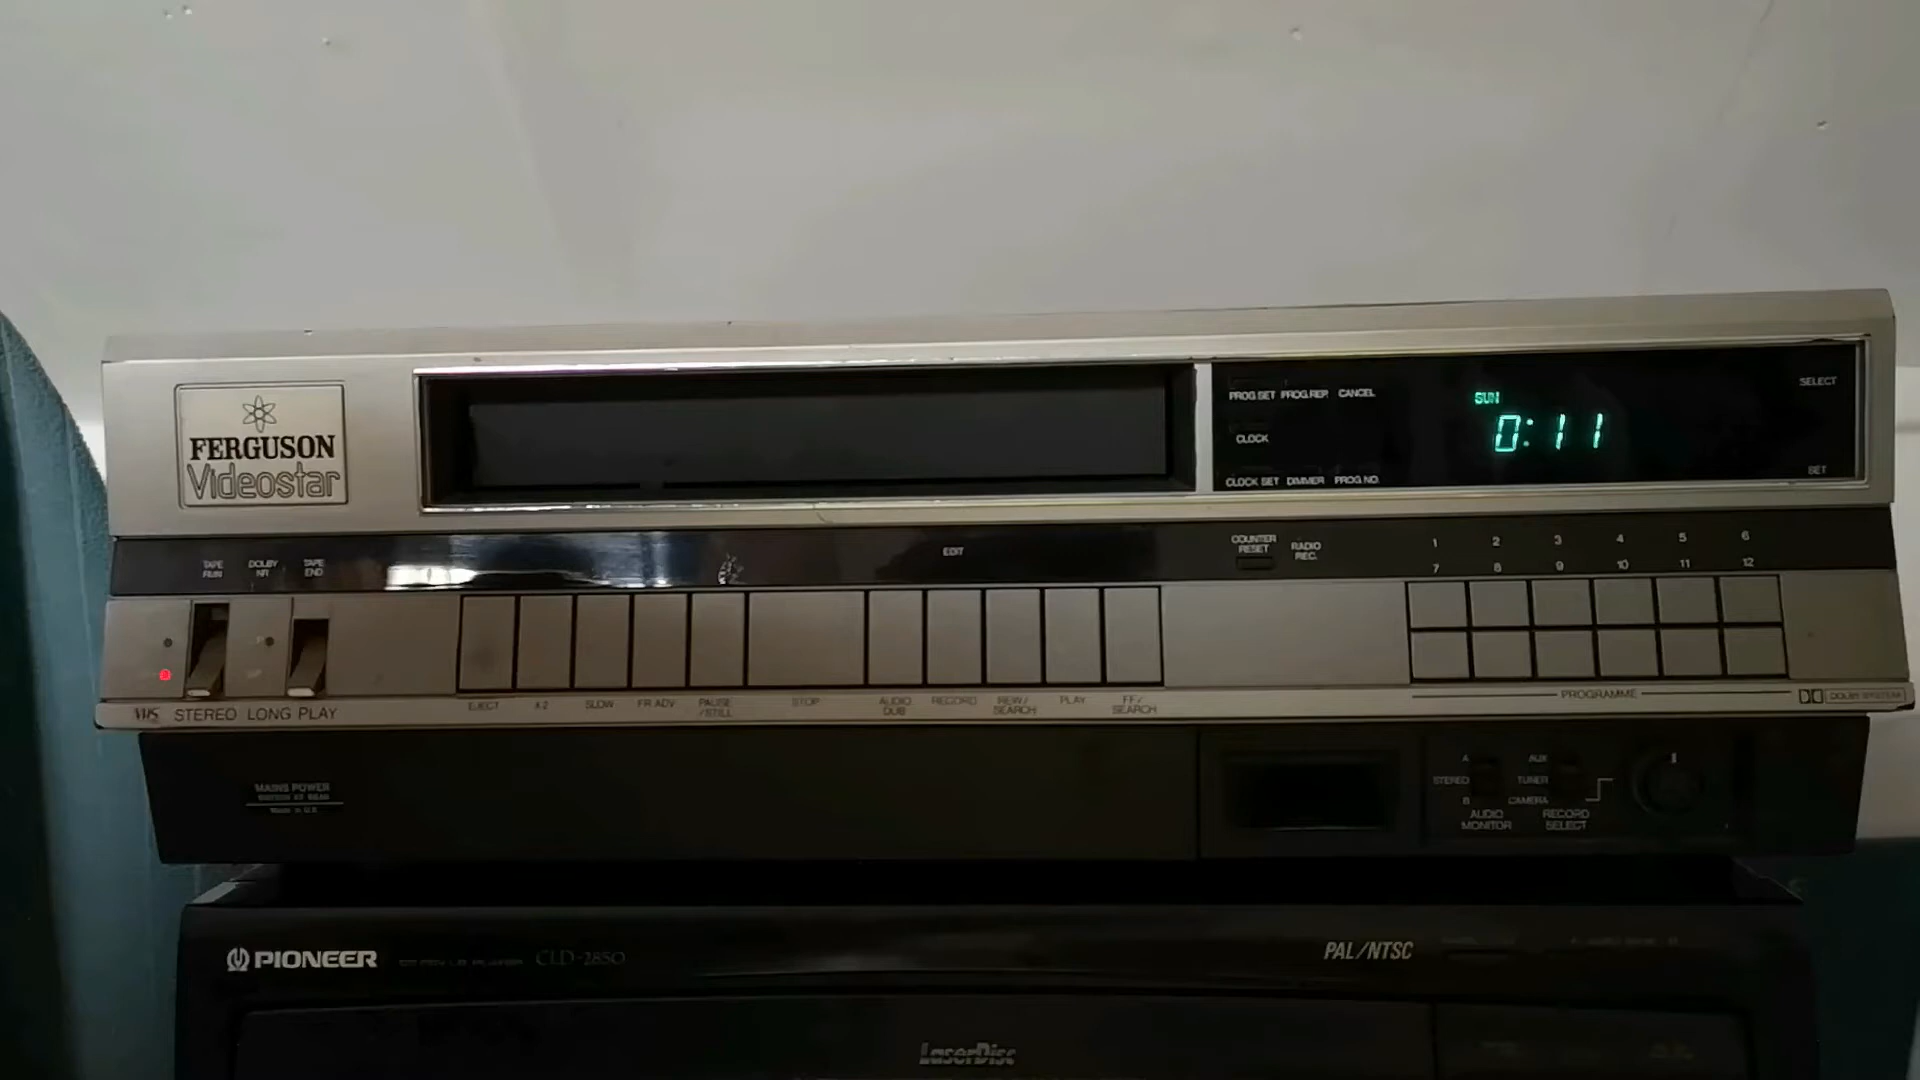 FERGUSON
Videostar
PROG.SET PROG.REP. CANCEL
CLOCK
CLOCK SET DIMMER PROG NO.
SUN
0:11
SELECT
SET
TAPE RUN
DOLBY NR
TAPE END
EDIT
COUNTER RESET
RADIO REC.
1 2 3 4 5 6
7 8 9 10 11 12
EJECT
X2
SLOW
FR.ADV
PAUSE /STILL
STOP
AUDIO DUB
RECORD
REW/ SEARCH
PLAY
FF/ SEARCH
PROGRAMME
DOLBY SYSTEM
VHS STEREO LONG PLAY
MAINS POWER
A
STEREO
B
AUDIO MONITOR
AUX
TUNER
CAMERA
RECORD SELECT
PIONEER
CLD-2850
PAL/NTSC
LaserDisc